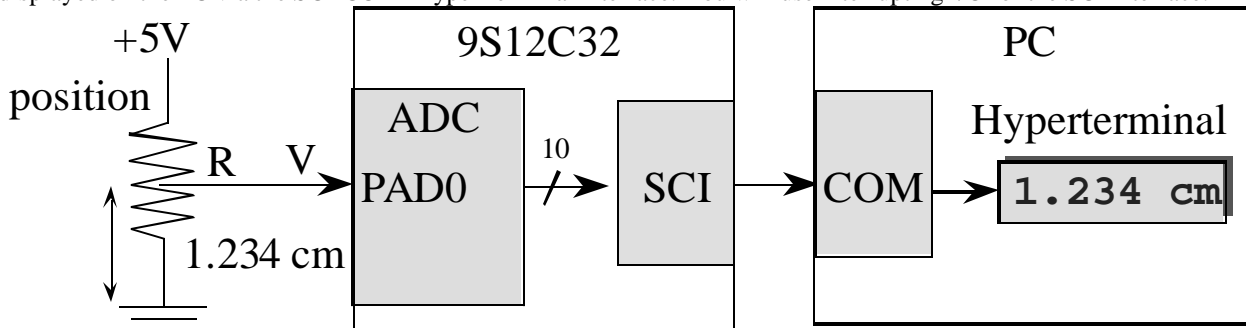 +5V
position
R
V
1.234 cm
9S12C32
ADC
PAD0
10
SCI
PC
COM
Hyperterminal
1.234 cm